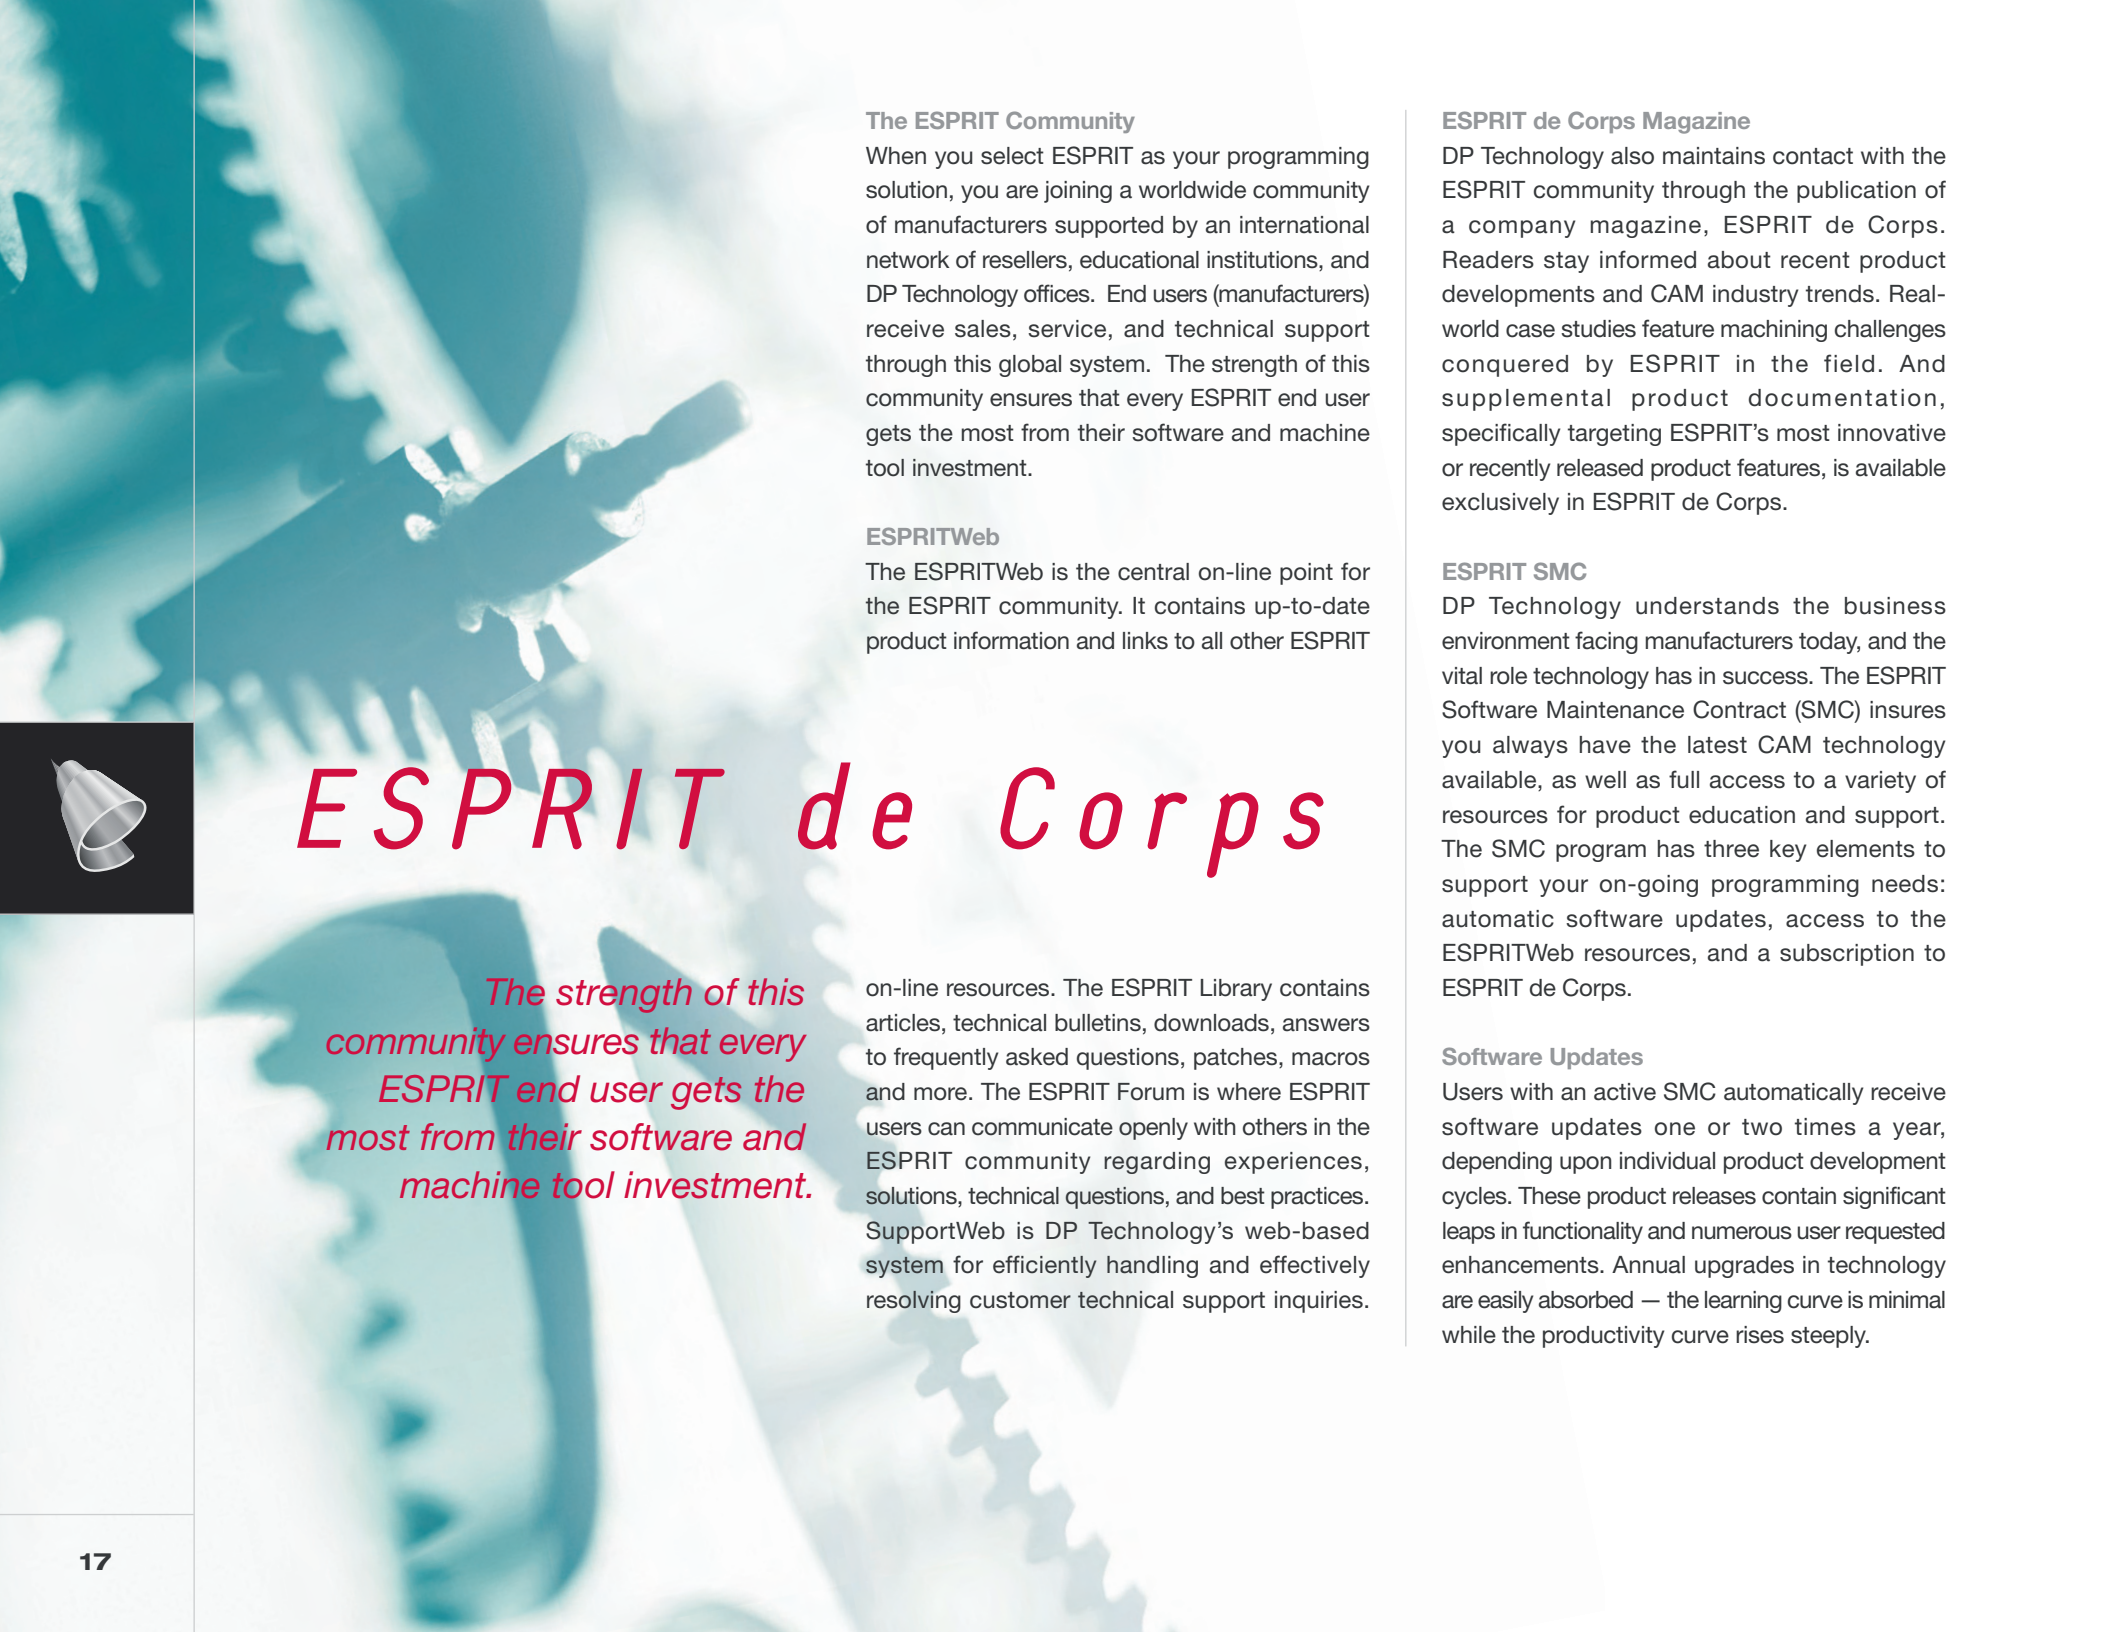 The ESPRIT Community
When you select ESPRIT as your programming
solution, you are joining a worldwide community
of manufacturers supported by an international
network of resellers, educational institutions, and
DP Technology offices. End users (manufacturers)
receive sales, service, and technical support
through this global system. The strength of this
community ensures that every ESPRIT end user
gets the most from their software and machine
tool investment.
ESPRITWeb
The ESPRITWeb is the central on-line point for
the ESPRIT community. It contains up-to-date
product information and links to all other ESPRIT
ESPRIT de Corps
The strength of this
community ensures that every
ESPRIT end user gets the
most from their software and
machine tool investment.
on-line resources. The ESPRIT Library contains
articles, technical bulletins, downloads, answers
to frequently asked questions, patches, macros
and more. The ESPRIT Forum is where ESPRIT
users can communicate openly with others in the
ESPRIT community regarding experiences,
solutions, technical questions, and best practices.
SupportWeb is DP Technology's web-based
system for efficiently handling and effectively
resolving customer technical support inquiries.
ESPRIT de Corps Magazine
DP Technology also maintains contact with the
ESPRIT community through the publication of
a company magazine, ESPRIT de Corps.
Readers stay informed about recent product
developments and CAM industry trends. Real-
world case studies feature machining challenges
conquered by ESPRIT in the field. And
supplemental product documentation,
specifically targeting ESPRIT's most innovative
or recently released product features, is available
exclusively in ESPRIT de Corps.
ESPRIT SMC
DP Technology understands the business
environment facing manufacturers today, and the
vital role technology has in success. The ESPRIT
Software Maintenance Contract (SMC) insures
you always have the latest CAM technology
available, as well as full access to a variety of
resources for product education and support.
The SMC program has three key elements to
support your on-going programming needs:
automatic software updates, access to the
ESPRITWeb resources, and a subscription to
ESPRIT de Corps.
Software Updates
Users with an active SMC automatically receive
software updates one or two times a year,
depending upon individual product development
cycles. These product releases contain significant
leaps in functionality and numerous user requested
enhancements. Annual upgrades in technology
are easily absorbed — the learning curve is minimal
while the productivity curve rises steeply.
17